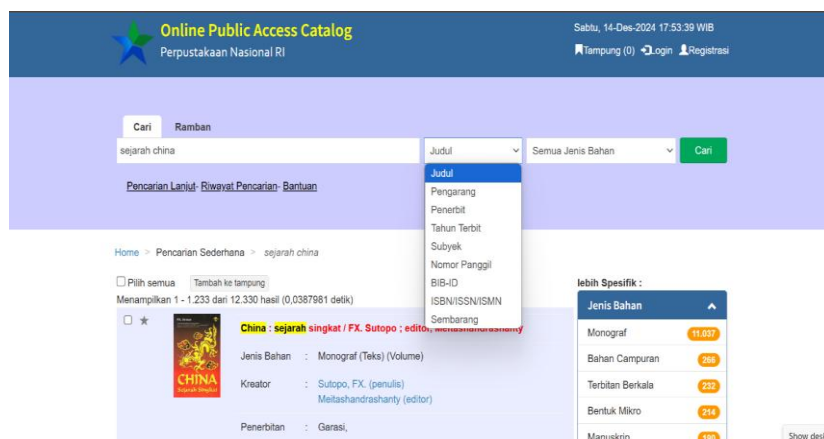 Online Public Access Catalog
Perpustakaan Nasional RI
Sabtu, 14-Des-2024 17:53:39 WIB
Tampung (0) Login Registrasi
Cari Ramban
sejarah china Judul Semua Jenis Bahan Cari
Pencarian Lanjut- Riwayat Pencarian- Bantuan
Judul
Pengarang
Penerbit
Tahun Terbit
Subyek
Nomor Panggil
BIB-ID
ISBN/ISSN/ISMN
Sembarang
Home > Pencarian Sederhana > sejarah china
Pilih semua Tambah ke tampung
Menampilkan 1 - 1.233 dari 12.330 hasil (0,0387981 detik)
China : sejarah singkat / FX. Sutopo ; editor, Meitashandrashanty
Jenis Bahan : Monograf (Teks) (Volume)
Kreator : Sutopo, FX. (penulis)
Meitashandrashanty (editor)
Penerbitan : Garasi,
CHINA
Sejarah Singkat
lebih Spesifik :
Jenis Bahan
Monograf 11.037
Bahan Campuran 266
Terbitan Berkala 232
Bentuk Mikro 214
Manuskrip
Show desk